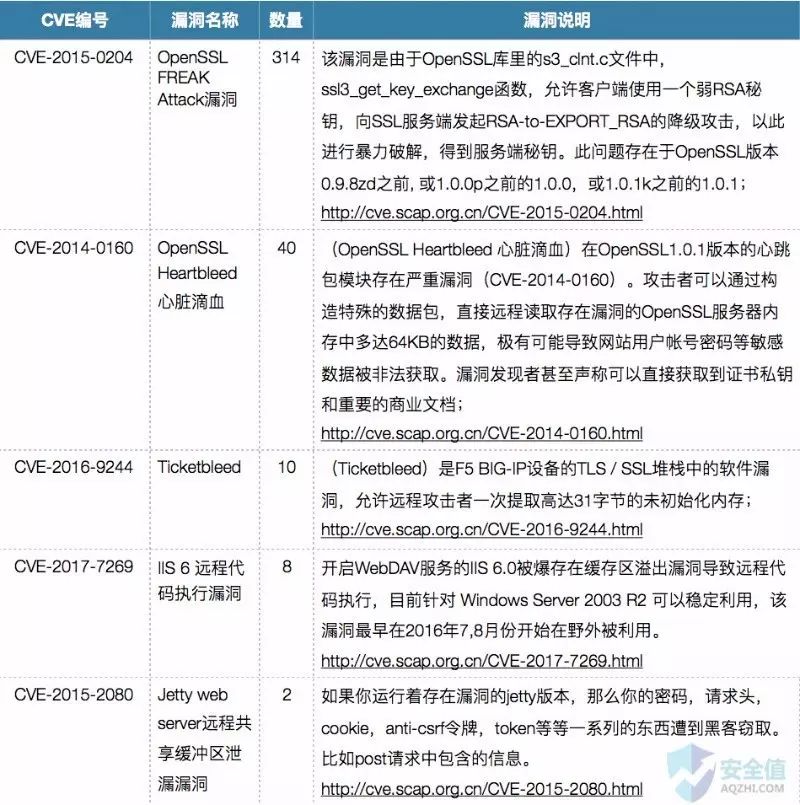 CVE编号 漏洞名称 数量 漏洞说明
CVE-2015-0204 OpenSSL FREAK Attack漏洞 314
该漏洞是由于OpenSSL库里的s3_clnt.c文件中，
ssl3_get_key_exchange函数，允许客户端使用一个弱RSA秘
钥，向SSL服务端发起RSA-to-EXPORT_RSA的降级攻击，以此
进行暴力破解，得到服务端秘钥。此问题存在于OpenSSL版本
0.9.8zd之前, 或1.0.0p之前的1.0.0，或1.0.1k之前的1.0.1；
http://cve.scap.org.cn/CVE-2015-0204.html
CVE-2014-0160 OpenSSL Heartbleed 心脏滴血 40
（OpenSSL Heartbleed 心脏滴血）在OpenSSL1.0.1版本的心跳
包模块存在严重漏洞（CVE-2014-0160）。攻击者可以通过构
造特殊的数据包，直接远程读取存在漏洞的OpenSSL服务器内
存中多达64KB的数据，极有可能导致网站用户帐号密码等敏感
数据被非法获取。漏洞发现者甚至声称可以直接获取到证书私钥
和重要的商业文档；
http://cve.scap.org.cn/CVE-2014-0160.html
CVE-2016-9244 Ticketbleed 10
（Ticketbleed）是F5 BIG-IP设备的TLS / SSL堆栈中的软件漏
洞，允许远程攻击者一次提取高达31字节的未初始化内存；
http://cve.scap.org.cn/CVE-2016-9244.html
CVE-2017-7269 IIS 6 远程代码执行漏洞 8
开启WebDAV服务的IIS 6.0被爆存在缓存区溢出漏洞导致远程代
码执行，目前针对 Windows Server 2003 R2 可以稳定利用，该
漏洞最早在2016年7,8月份开始在野外被利用。
http://cve.scap.org.cn/CVE-2017-7269.html
CVE-2015-2080 Jetty web server远程共享缓冲区泄漏漏洞 2
如果你运行着存在漏洞的jetty版本，那么你的密码，请求头，
cookie，anti-csrf令牌，token等等一系列的东西遭到黑客窃取。
比如post请求中包含的信息。
http://cve.scap.org.cn/CVE-2015-2080.html
安全值
AQZHI.COM